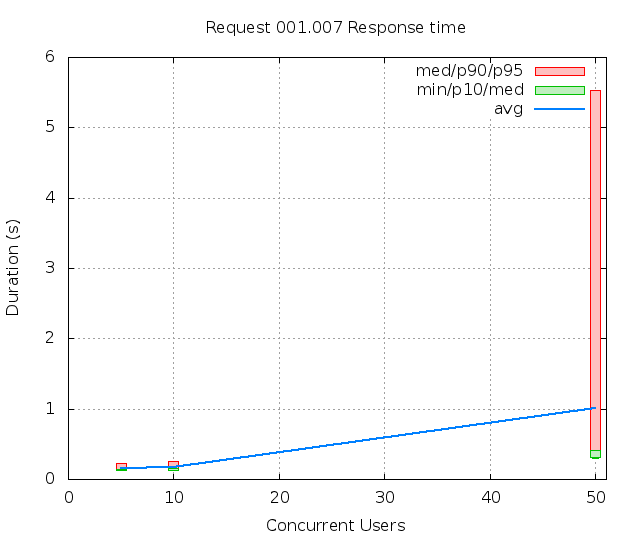 Request 001.007 Response time
med/p90/p95
min/p10/med
avg
6
5
4
3
2
1
0
Duration (s)
0 10 20 30 40 50
Concurrent Users